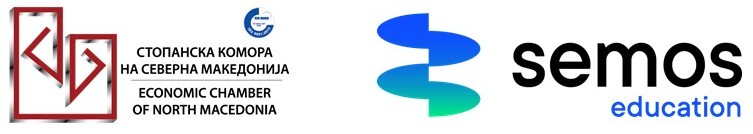 СТОПАНСКА КОМОРА
НА СЕВЕРНА МАКЕДОНИЈА
ECONOMIC CHAMBER
OF NORTH MACEDONIA
semos
education